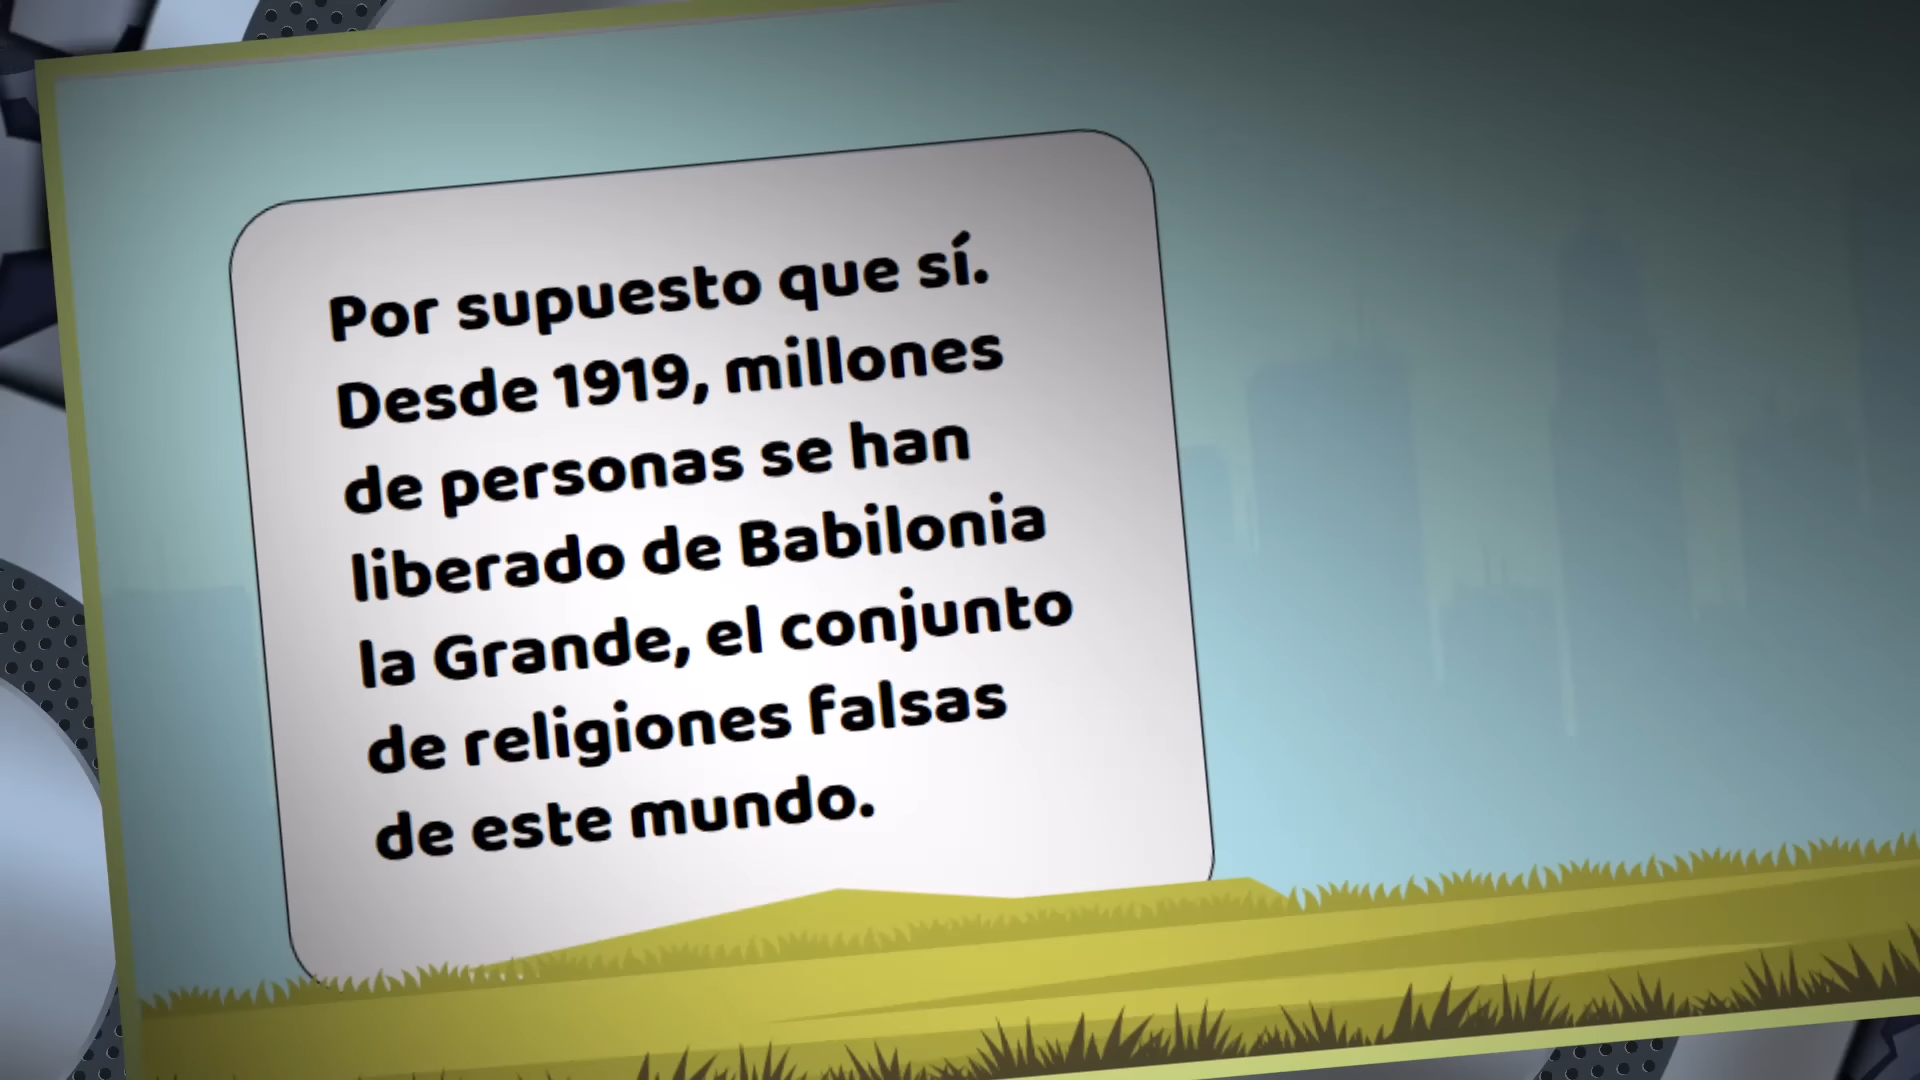 Por supuesto que sí.
Desde 1919, millones
de personas se han
liberado de Babilonia
la Grande, el conjunto
de religiones falsas
de este mundo.